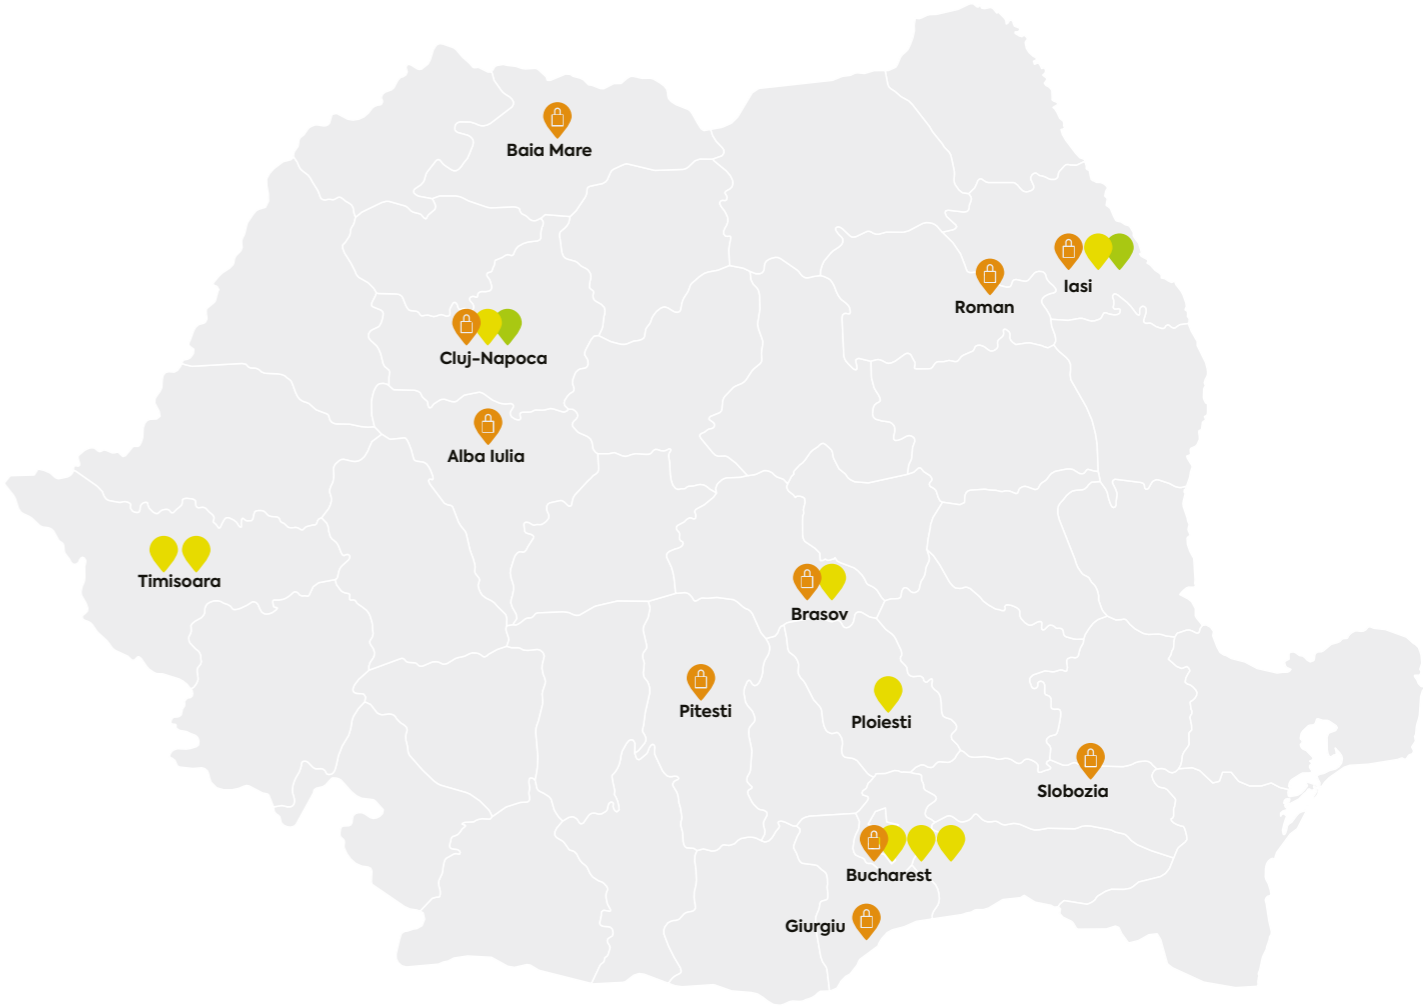 Baia Mare
Iasi
Roman
Cluj-Napoca
Alba Iulia
Timisoara
Brasov
Pitesti
Ploiesti
Slobozia
Bucharest
Giurgiu